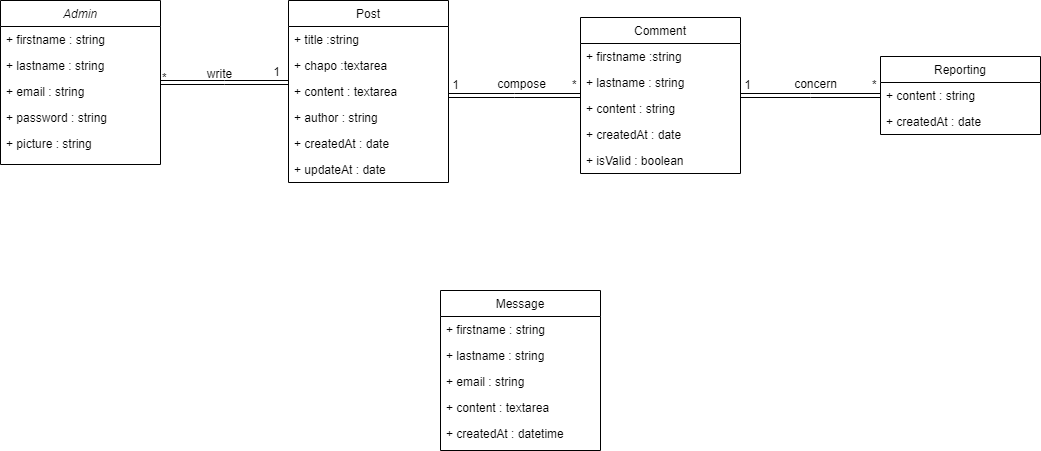 Admin
+ firstname : string
+ lastname : string
+ email : string
+ password : string
+ picture : string
* write 1
Post
+ title :string
+ chapo :textarea
+ content : textarea
+ author : string
+ createdAt : date
+ updateAt : date
1 compose *
Comment
+ firstname :string
+ lastname : string
+ content : string
+ createdAt : date
+ isValid : boolean
1 concern *
Reporting
+ content : string
+ createdAt : date
Message
+ firstname : string
+ lastname : string
+ email : string
+ content : textarea
+ createdAt : datetime